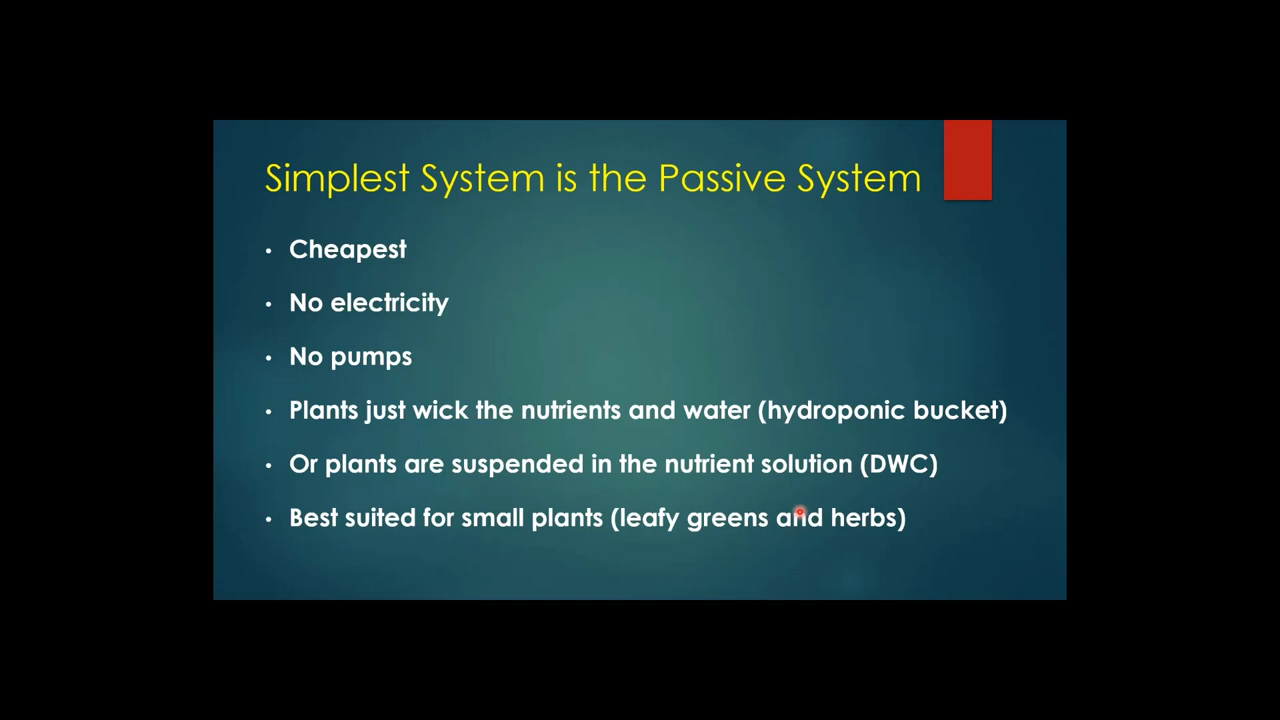 Simplest System is the Passive System
• Cheapest
• No electricity
• No pumps
• Plants just wick the nutrients and water (hydroponic bucket)
• Or plants are suspended in the nutrient solution (DWC)
• Best suited for small plants (leafy greens and herbs)